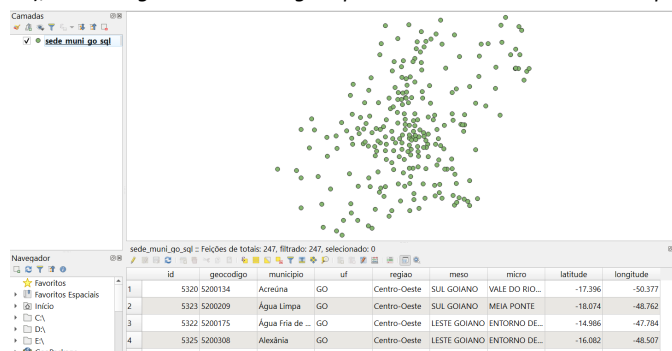 Camadas
sede_muni_go_sql
sede_muni_go_sql :: Feições de totais: 247, filtrado: 247, selecionado: 0
Navegador
Favoritos
Favoritos Espaciais
Início
C:\
D:\
E:\
id geocodigo municipio uf regiao meso micro latitude longitude
1 5320 5200134 Acreúna GO Centro-Oeste SUL GOIANO VALE DO RIO... -17.396 -50.377
2 5323 5200209 Água Limpa GO Centro-Oeste SUL GOIANO MEIA PONTE -18.074 -48.762
3 5322 5200175 Água Fria de ... GO Centro-Oeste LESTE GOIANO ENTORNO DE... -14.986 -47.784
4 5325 5200308 Alexânia GO Centro-Oeste LESTE GOIANO ENTORNO DE... -16.082 -48.507